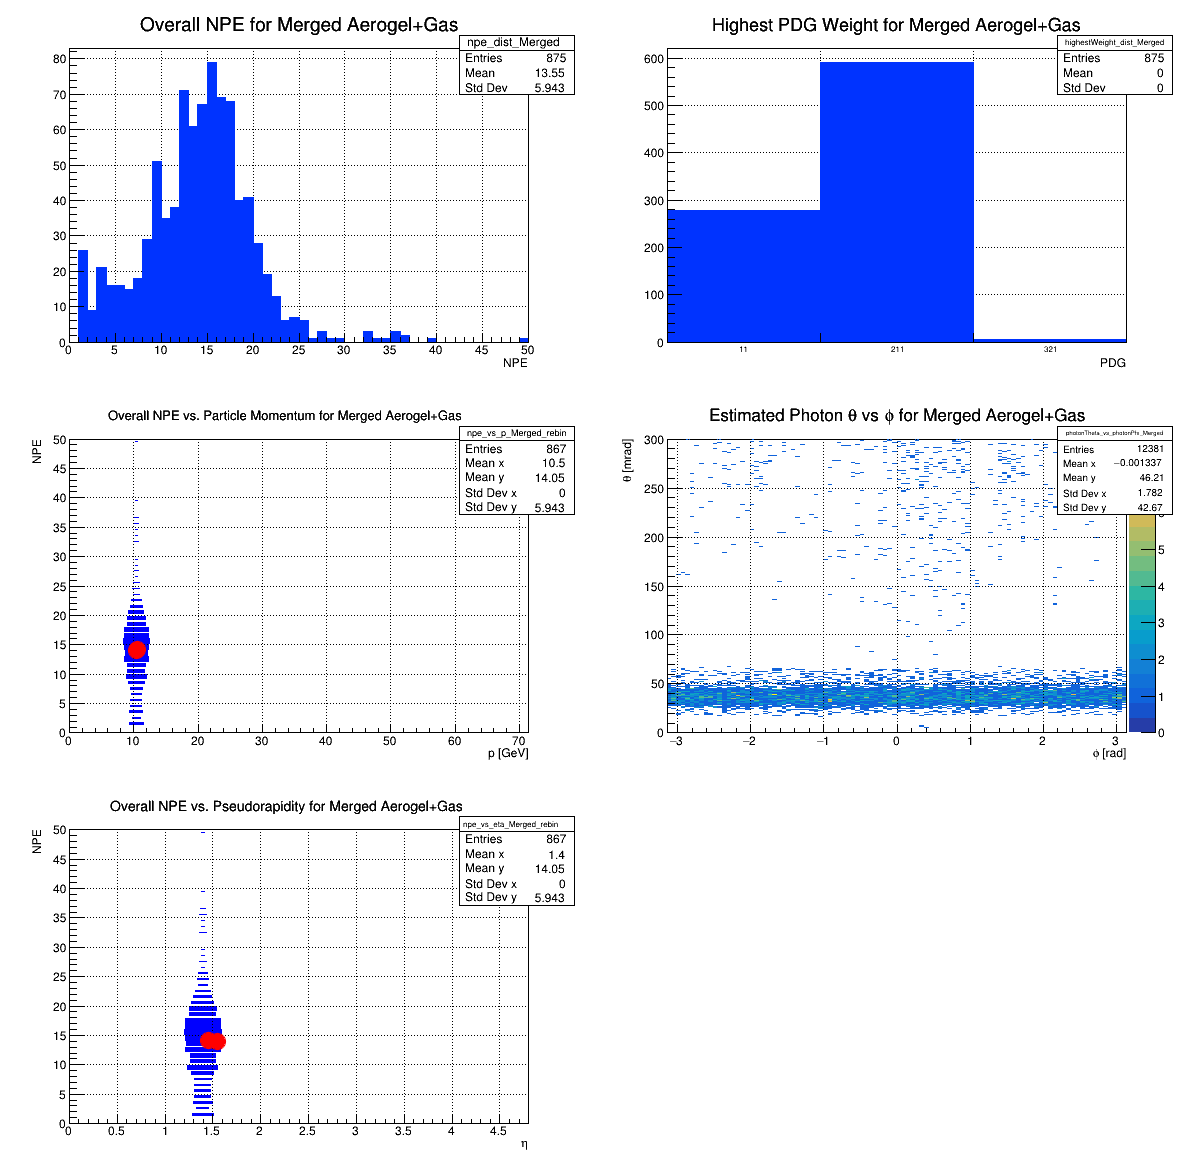 Overall NPE for Merged Aerogel+Gas
npe_dist_Merged
Entries 875
Mean 13.55
Std Dev 5.943
80
70
60
50
40
30
20
10
0
0 5 10 15 20 25 30 35 40 45 50
NPE
Highest PDG Weight for Merged Aerogel+Gas
highestWeight_dist_Merged
Entries 875
Mean 0
Std Dev 0
600
500
400
300
200
100
0
11 211 321
PDG
Overall NPE vs. Particle Momentum for Merged Aerogel+Gas
npe_vs_p_Merged_rebin
Entries 867
Mean x 10.5
Mean y 14.05
Std Dev x 0
Std Dev y 5.943
NPE
50
45
40
35
30
25
20
15
10
5
0
0 10 20 30 40 50 60 70
p [GeV]
Estimated Photon θ vs ϕ for Merged Aerogel+Gas
photonTheta_vs_photonPhi_Merged
Entries 12381
Mean x −0.001337
Mean y 46.21
Std Dev x 1.782
Std Dev y 42.67
θ [mrad]
300
250
200
150
100
50
0
−3 −2 −1 0 1 2 3
ϕ [rad]
5
4
3
2
1
0
Overall NPE vs. Pseudorapidity for Merged Aerogel+Gas
npe_vs_eta_Merged_rebin
Entries 867
Mean x 1.4
Mean y 14.05
Std Dev x 0
Std Dev y 5.943
NPE
50
45
40
35
30
25
20
15
10
5
0
0 0.5 1 1.5 2 2.5 3 3.5 4 4.5
η